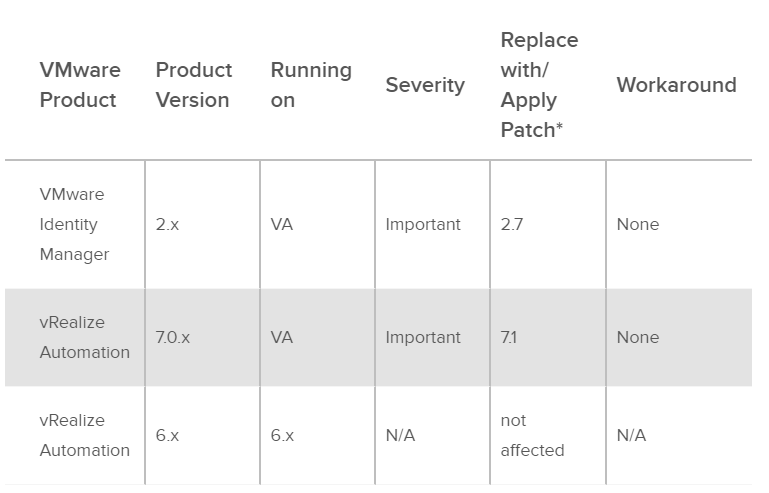 VMware Product
Product Version
Running on
Severity
Replace with/ Apply Patch*
Workaround
VMware Identity Manager
2.x
VA
Important
2.7
None
vRealize Automation
7.0.x
VA
Important
7.1
None
vRealize Automation
6.x
6.x
N/A
not affected
N/A